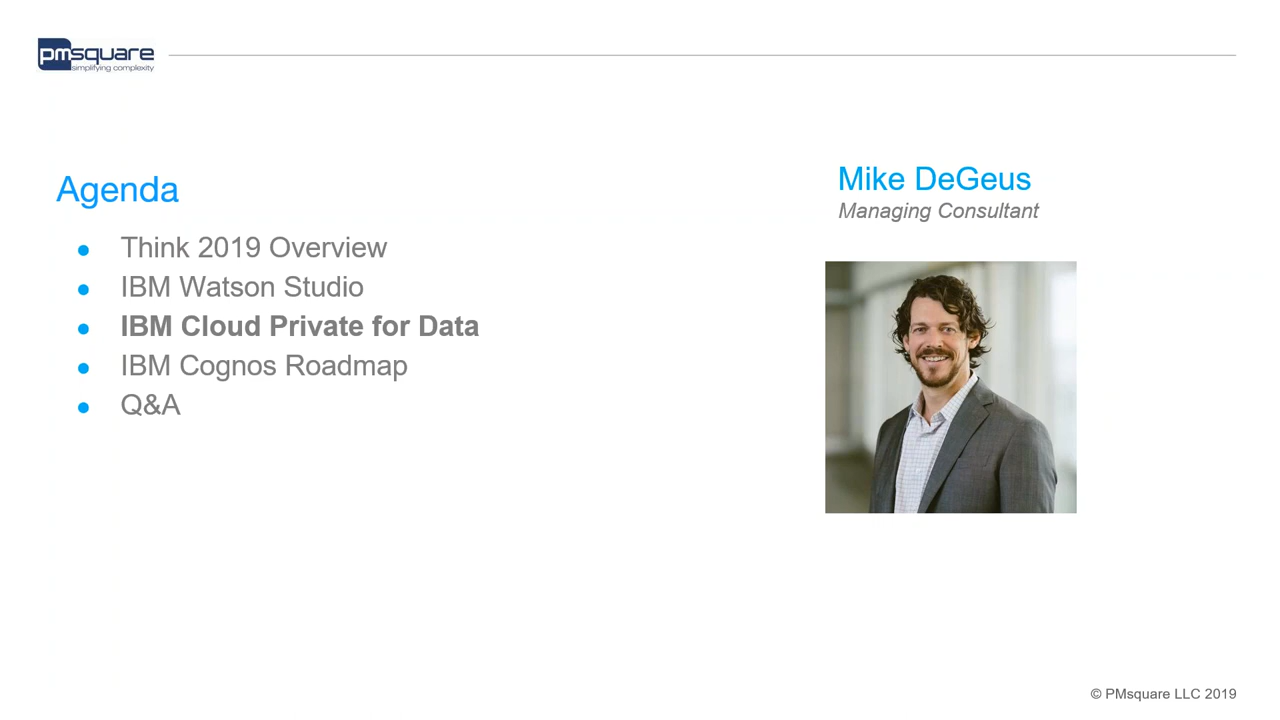 pmsquare
simplifying complexity
Agenda
● Think 2019 Overview
● IBM Watson Studio
● IBM Cloud Private for Data
● IBM Cognos Roadmap
● Q&A
Mike DeGeus
Managing Consultant
© PMsquare LLC 2019